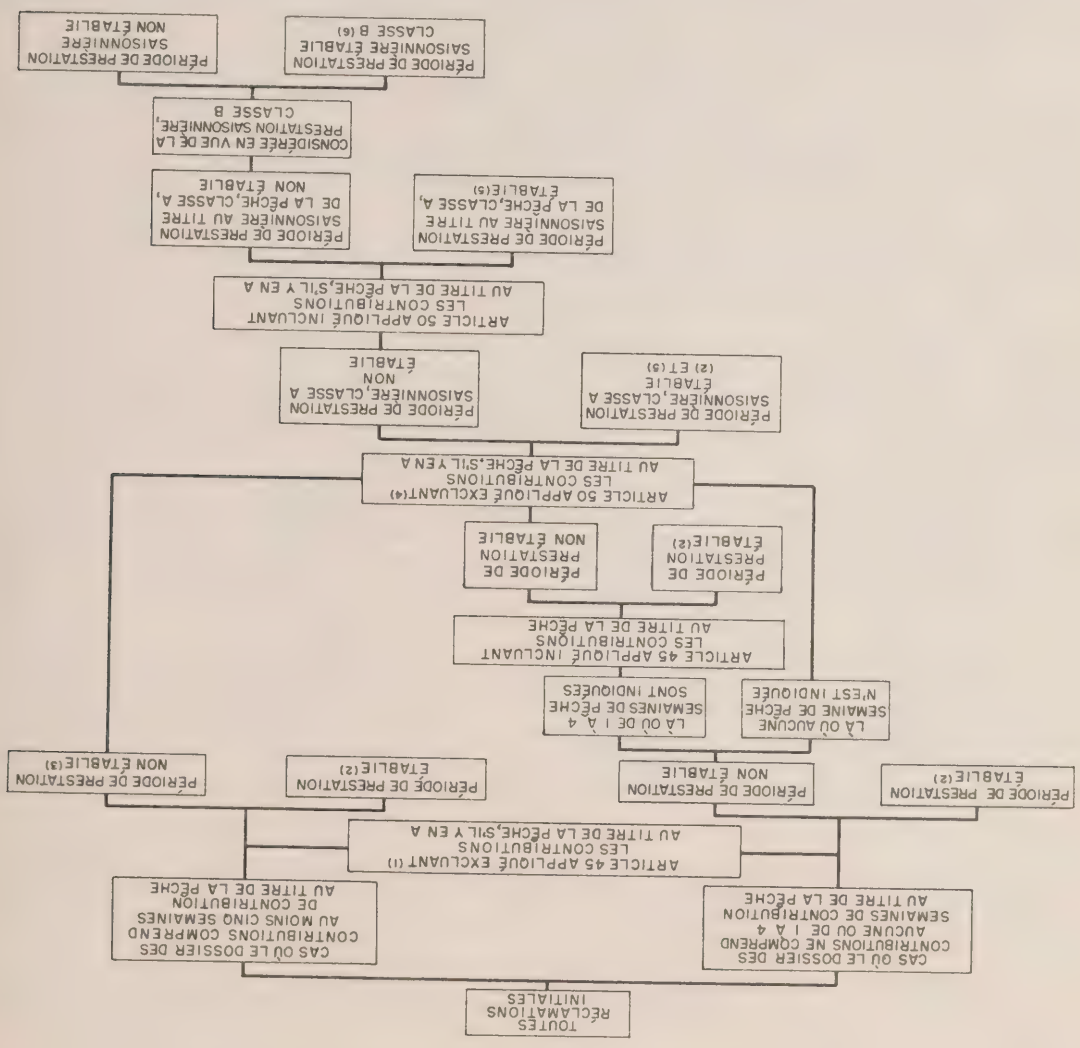 TOUTES
RÉCLAMATIONS
INITIALES
CAS OÙ LE DOSSIER DES
CONTRIBUTIONS COMPREND
AU MOINS CINQ SEMAINES
DE CONTRIBUTION
AU TITRE DE LA PÊCHE
CAS OÙ LE DOSSIER DES
CONTRIBUTIONS NE COMPREND
AUCUNE OU DE 1 À 4
SEMAINES DE CONTRIBUTION
AU TITRE DE LA PÊCHE
ARTICLE 45 APPLIQUÉ EXCLUANT (1)
LES CONTRIBUTIONS
AU TITRE DE LA PÊCHE, S'IL Y EN A
PÉRIODE DE PRESTATION
NON ÉTABLIE (3)
PÉRIODE DE PRESTATION
ÉTABLIE (2)
PÉRIODE DE PRESTATION
NON ÉTABLIE
PÉRIODE DE PRESTATION
ÉTABLIE (2)
LÀ OÙ DE 1 À 4
SEMAINES DE PÊCHE
SONT INDIQUÉES
LÀ OÙ AUCUNE
SEMAINE DE PÊCHE
N'EST INDIQUÉE
ARTICLE 45 APPLIQUÉ INCLUANT
LES CONTRIBUTIONS
AU TITRE DE LA PÊCHE
PÉRIODE DE
PRESTATION
NON ÉTABLIE
PÉRIODE DE
PRESTATION
ÉTABLIE (2)
ARTICLE 50 APPLIQUÉ EXCLUANT (4)
LES CONTRIBUTIONS
AU TITRE DE LA PÊCHE, S'IL Y EN A
PÉRIODE DE PRESTATION
SAISONNIÈRE, CLASSE A
NON
ÉTABLIE
PÉRIODE DE PRESTATION
SAISONNIÈRE, CLASSE A
ÉTABLIE
(2) ET (5)
ARTICLE 50 APPLIQUÉ INCLUANT
LES CONTRIBUTIONS
AU TITRE DE LA PÊCHE, S'IL Y EN A
PÉRIODE DE PRESTATION
SAISONNIÈRE AU TITRE
DE LA PÊCHE, CLASSE A,
NON ÉTABLIE
PÉRIODE DE PRESTATION
SAISONNIÈRE AU TITRE
DE LA PÊCHE, CLASSE A,
ÉTABLIE (5)
CONSIDÉRÉE EN VUE DE LA
PRESTATION SAISONNIÈRE,
CLASSE B
PÉRIODE DE PRESTATION
SAISONNIÈRE
NON ÉTABLIE
PÉRIODE DE PRESTATION
SAISONNIÈRE ÉTABLIE
CLASSE B (6)